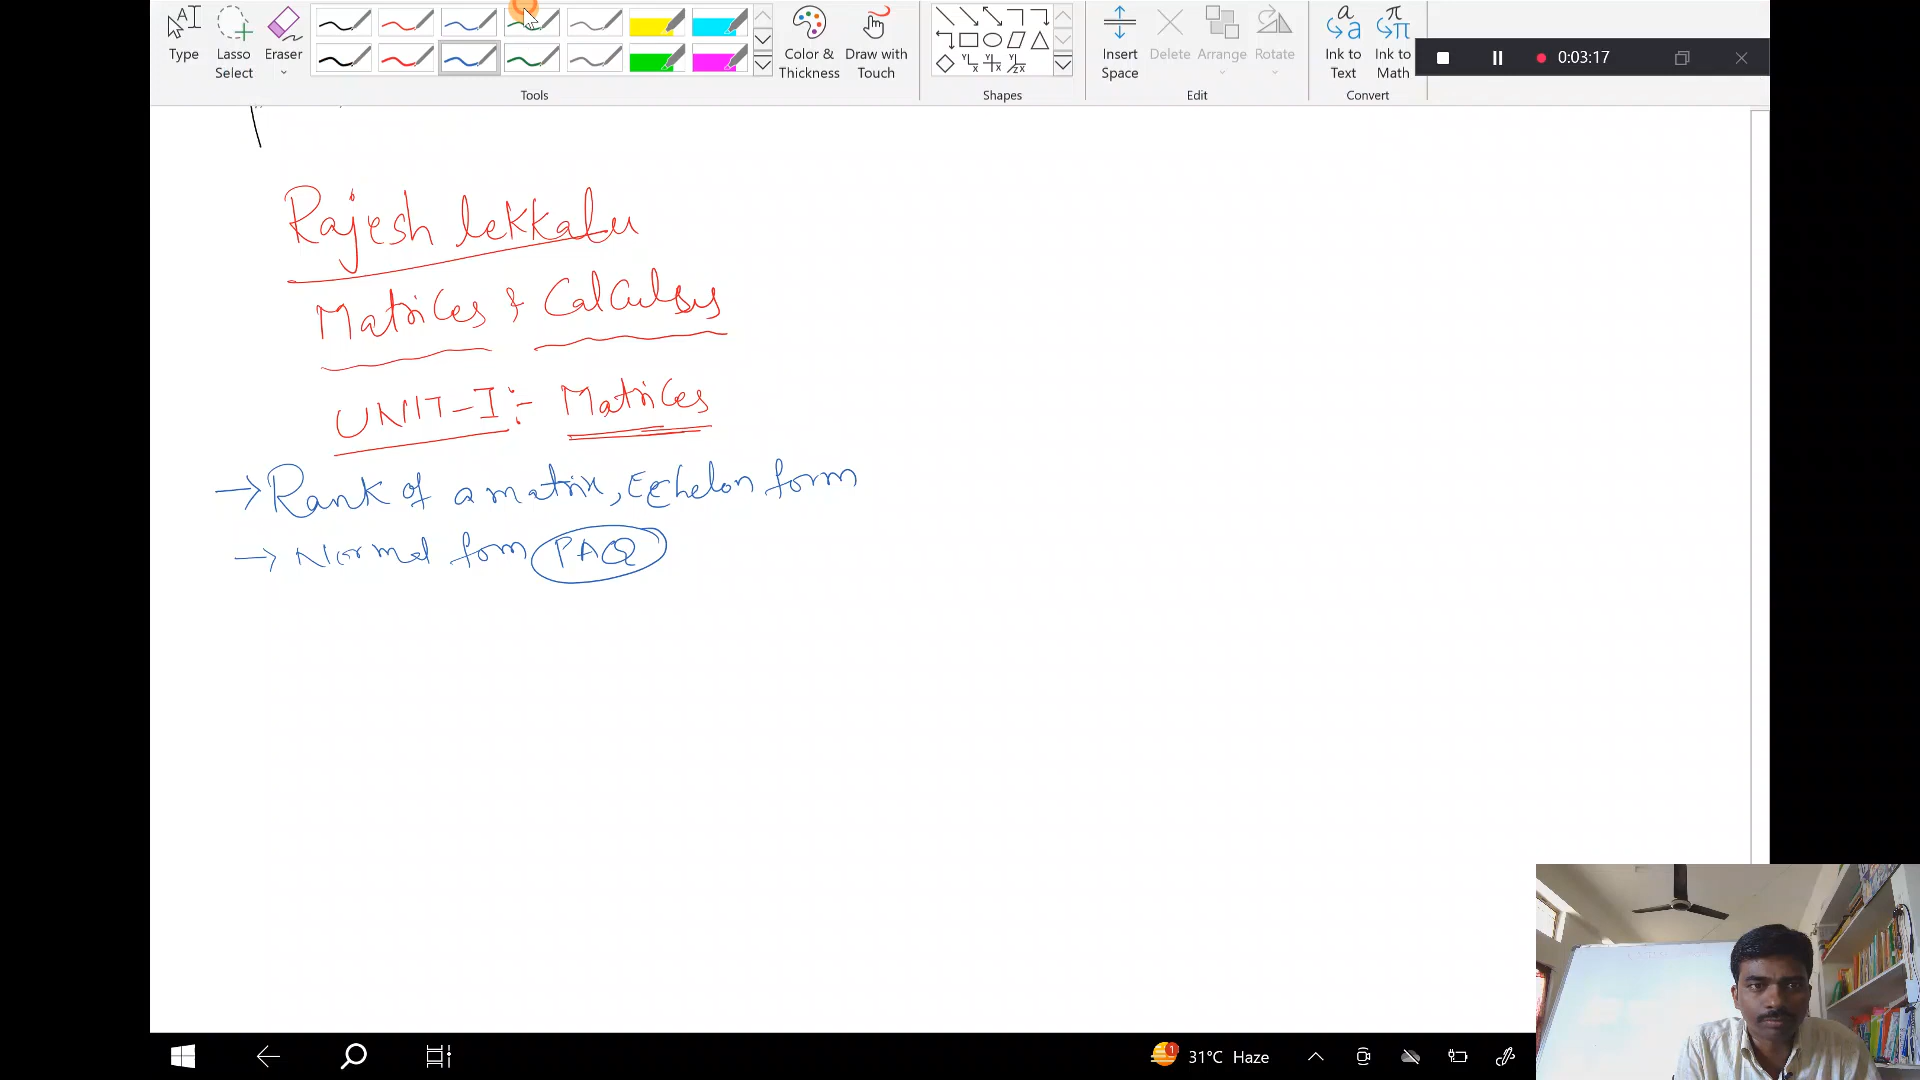 Type
Lasso Select
Eraser
Color & Thickness
Draw with Touch
Insert Space
Delete
Arrange
Rotate
Ink to Text
Ink to Math
0:03:17
Tools
Shapes
Edit
Convert
Rajesh lekkalu
Matrices & Calculus
UNIT-I:- Matrices
→ Rank of a matrix, Echelon form
→ Normal form PAQ
31°C Haze